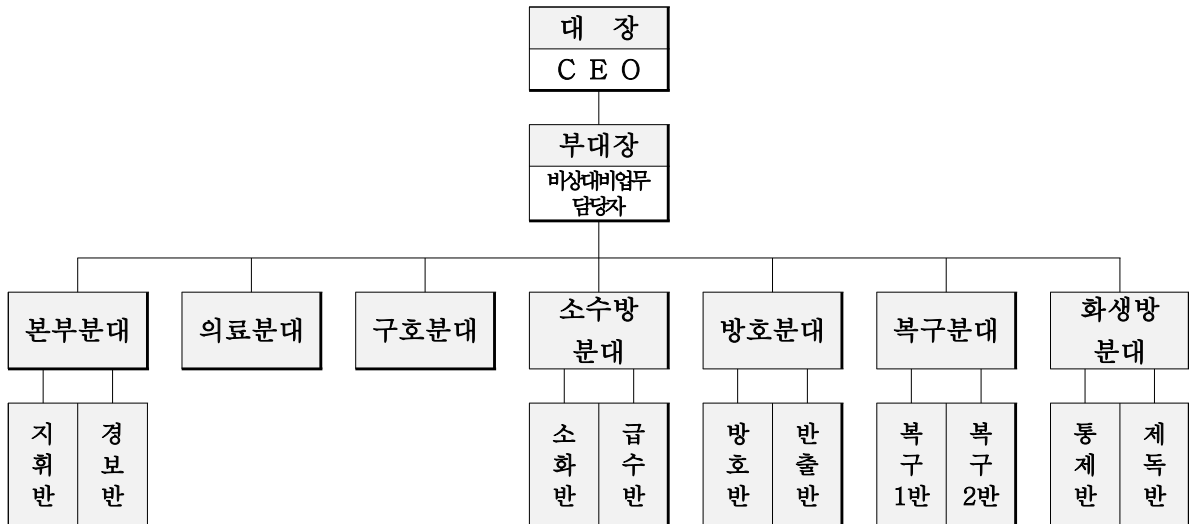 대 장
C E O
부대장
비상대비업무
담당자
본부분대
의료분대
구호분대
소수방
분대
방호분대
복구분대
화생방
분대
지휘반
경보반
소화반
급수반
방호반
반출반
복구1반
복구2반
통제반
제독반